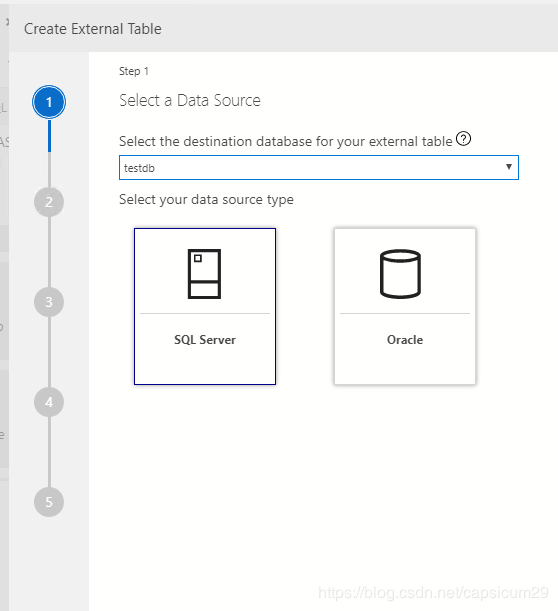 Create External Table
Step 1
Select a Data Source
Select the destination database for your external table ?
testdb
Select your data source type
SQL Server
Oracle
1
2
3
4
5
https://blog.csdn.net/capsicum29